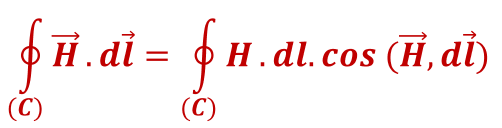 ∮(C) H⃗ . dl⃗ = ∮(C) H . dl. cos (H⃗, dl⃗)